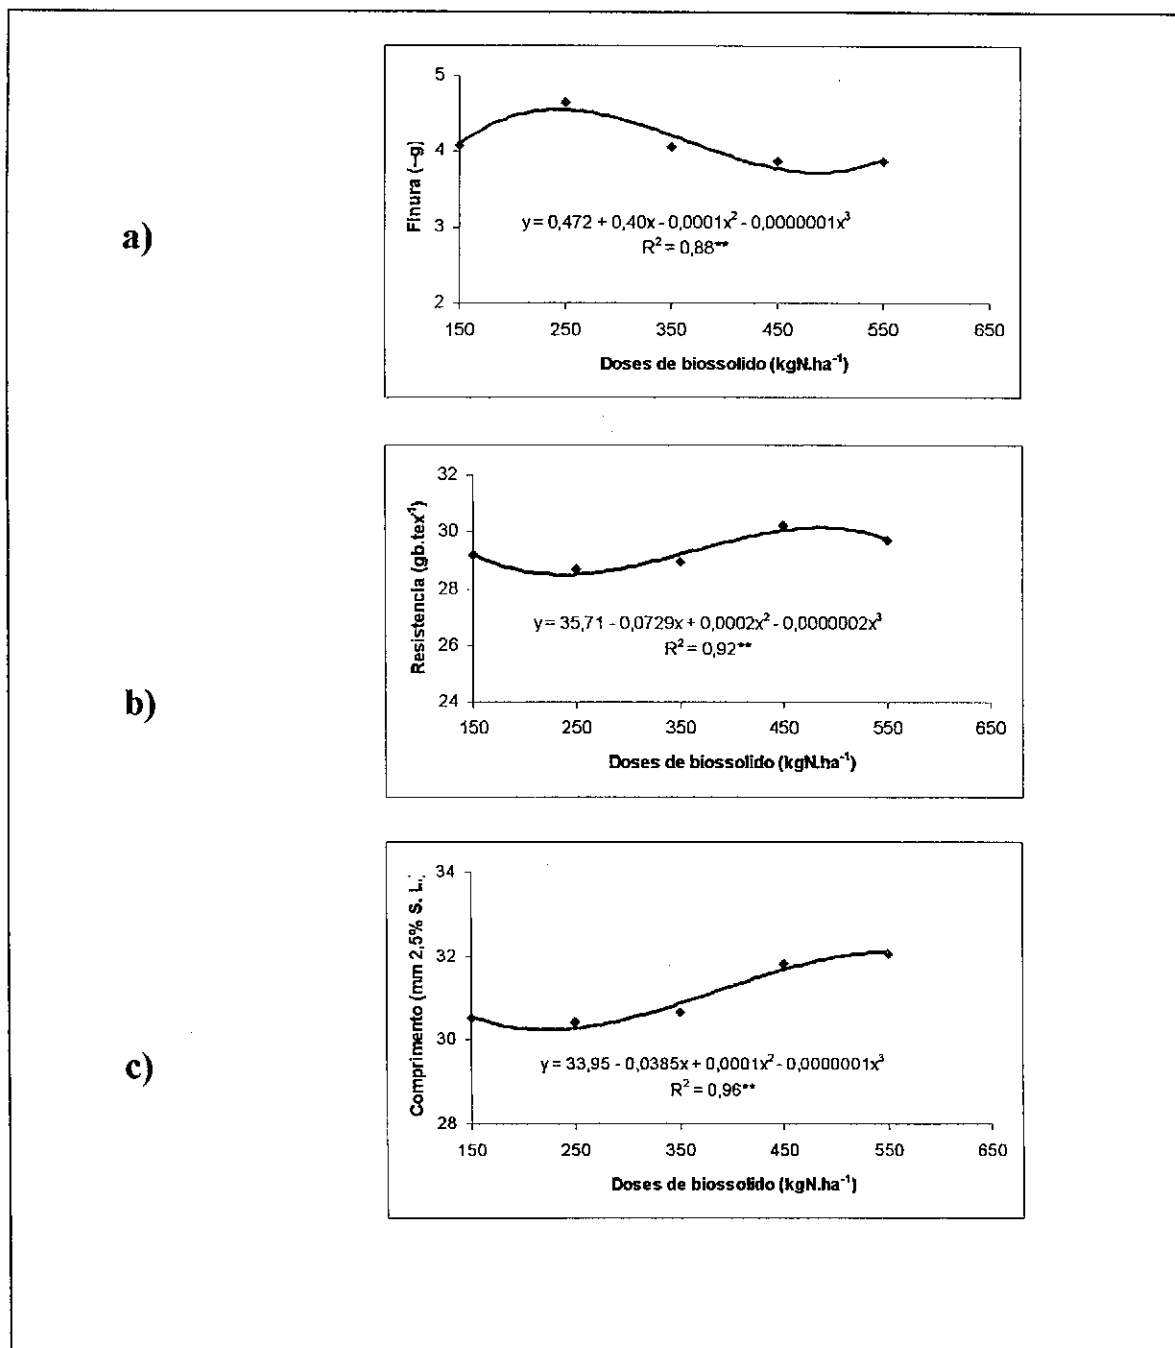 a)
5
4
3
2
Finura (--g)
y = 0,472 + 0,40x - 0,0001x² - 0,0000001x³
R² = 0,88**
150 250 350 450 550 650
Doses de biossolido (kgN.ha⁻¹)
b)
32
30
28
26
24
Resistencia (gb.tex⁻¹)
y = 35,71 - 0,0729x + 0,0002x² - 0,0000002x³
R² = 0,92**
150 250 350 450 550 650
Doses de biossolido (kgN.ha⁻¹)
c)
34
32
30
28
Comprimento (mm 2,5% S. L.)
y = 33,95 - 0,0385x + 0,0001x² - 0,0000001x³
R² = 0,96**
150 250 350 450 550 650
Doses de biossolido (kgN.ha⁻¹)